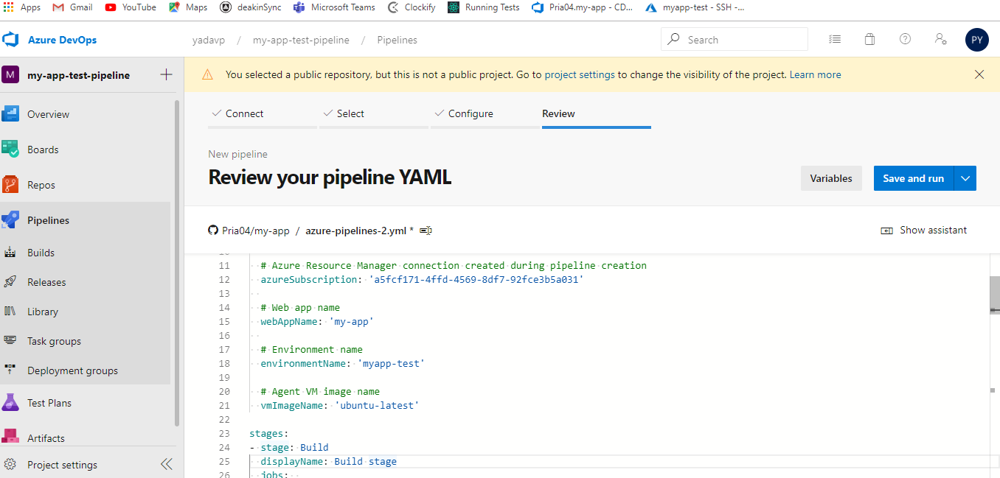 Apps Gmail YouTube Maps deakinSync Microsoft Teams Clockify Running Tests Pria04.my-app - CD... myapp-test - SSH -...
Azure DevOps yadavp / my-app-test-pipeline / Pipelines Search PY
M my-app-test-pipeline
You selected a public repository, but this is not a public project. Go to project settings to change the visibility of the project. Learn more
Overview
Boards
Repos
Pipelines
Builds
Releases
Library
Task groups
Deployment groups
Test Plans
Artifacts
Project settings
Connect Select Configure Review
New pipeline
Review your pipeline YAML
Variables Save and run
Pria04/my-app / azure-pipelines-2.yml * Show assistant
10
11 # Azure Resource Manager connection created during pipeline creation
12 azureSubscription: 'a5fcf171-4ffd-4569-8df7-92fce3b5a031'
13
14 # Web app name
15 webAppName: 'my-app'
16
17 # Environment name
18 environmentName: 'myapp-test'
19
20 # Agent VM image name
21 vmImageName: 'ubuntu-latest'
22
23 stages:
24 - stage: Build
25 displayName: Build stage
26 jobs: